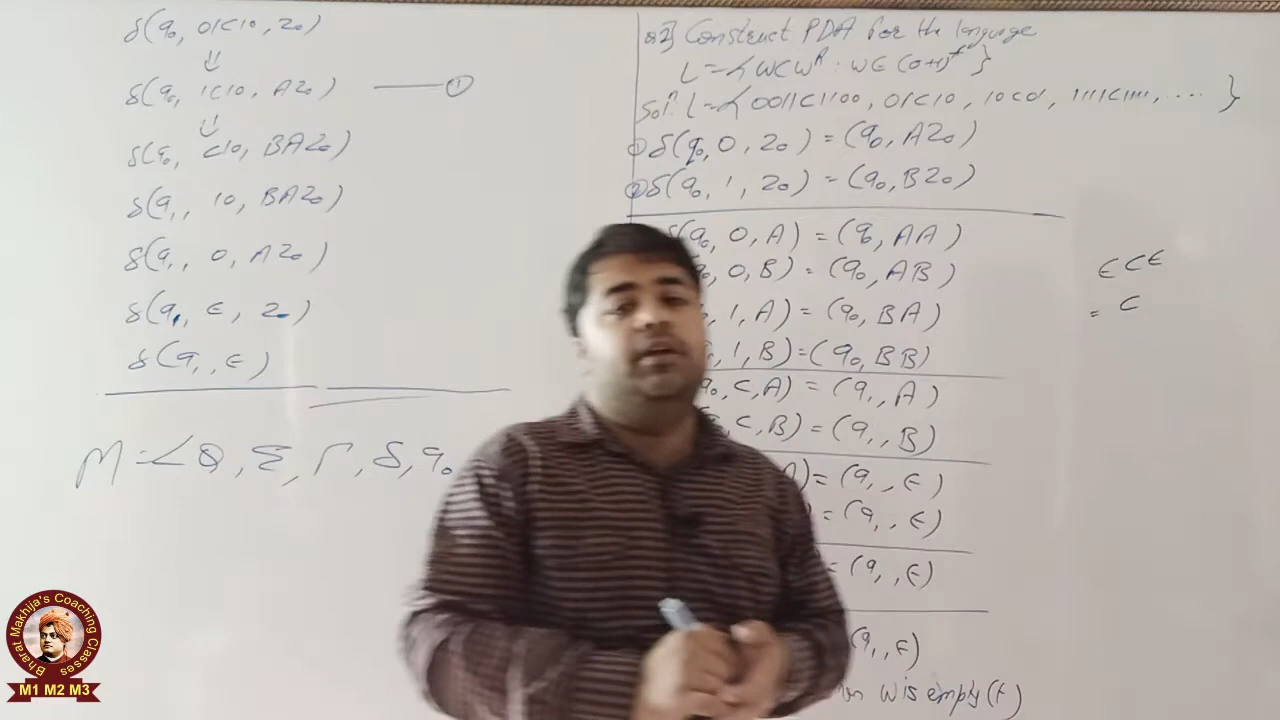 δ(q₀, 01C10, Z₀)
⇓
δ(q₀, 1C10, AZ₀) —— ①
⇓
δ(q₀, C10, BAZ₀)
δ(q₁, 10, BAZ₀)
δ(q₁, 0, AZ₀)
δ(q₁, ε, Z₀)
δ(q₁, ε)
M = < Q, Σ, Γ, δ, q₀
Q2] Construct PDA for the language
L = { WCWᴿ : W ∈ (0+1)⁺ }
Solⁿ: L = { 0011C1100, 01C10, 10C01, 1111C1111, .... }
① δ(q₀, 0, Z₀) = (q₀, AZ₀)
② δ(q₀, 1, Z₀) = (q₀, BZ₀)
δ(q₀, 0, A) = (q₀, AA)
q₀, 0, B) = (q₀, AB)
, 1, A) = (q₀, BA)
, 1, B) = (q₀, BB)
q₀, C, A) = (q₁, A)
, C, B) = (q₁, B)
A) = (q₁, ε)
) = (q₁, ε)
= (q₁, ε)
(q₁, ε)
W is empty (ε)
ε C ε
= C
Bharat Makhija's Coaching Classes
M1 M2 M3